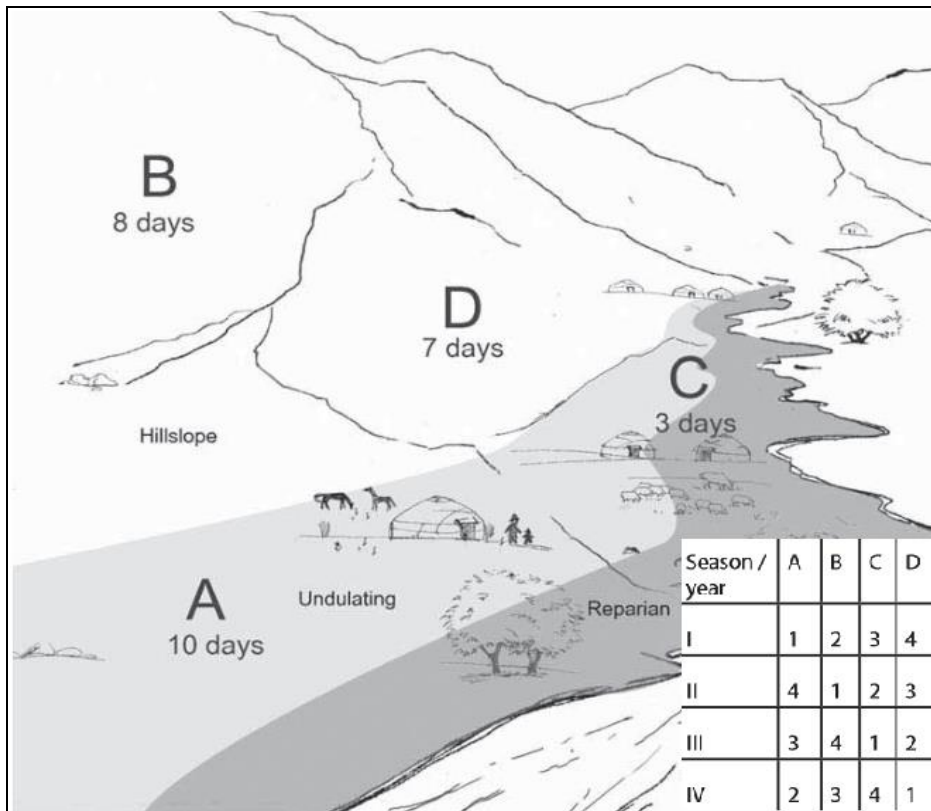 B
8 days
D
7 days
C
3 days
Hillslope
A
10 days
Undulating
Reparian
Season / year A B C D
I 1 2 3 4
II 4 1 2 3
III 3 4 1 2
IV 2 3 4 1